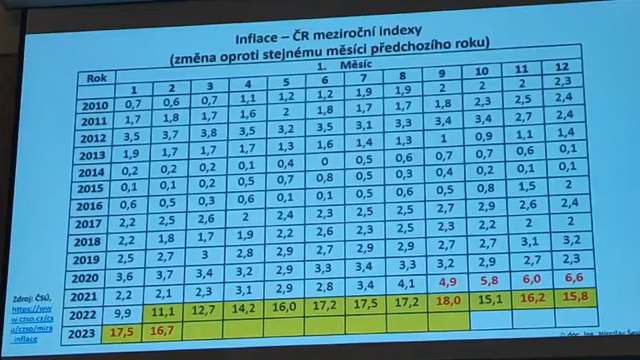 Inflace – ČR meziroční indexy
(změna oproti stejnému měsíci předchozího roku)
Rok 1. Měsíc
1 2 3 4 5 6 7 8 9 10 11 12
2010 0,7 0,6 0,7 1,1 1,2 1,2 1,9 1,9 2 2 2 2,3
2011 1,7 1,8 1,7 1,6 2 1,8 1,7 1,7 1,8 2,3 2,5 2,4
2012 3,5 3,7 3,8 3,5 3,2 3,5 3,1 3,3 3,4 3,4 2,7 2,4
2013 1,9 1,7 1,7 1,7 1,3 1,6 1,4 1,3 1 0,9 1,1 1,4
2014 0,2 0,2 0,2 0,1 0,4 0 0,5 0,6 0,7 0,7 0,6 0,1
2015 0,1 0,1 0,2 0,5 0,7 0,8 0,5 0,3 0,4 0,2 0,1 0,1
2016 0,6 0,5 0,3 0,6 0,1 0,1 0,5 0,6 0,5 0,8 1,5 2
2017 2,2 2,5 2,6 2 2,4 2,3 2,5 2,5 2,7 2,9 2,6 2,4
2018 2,2 1,8 1,7 1,9 2,2 2,6 2,3 2,5 2,3 2,2 2 2
2019 2,5 2,7 3 2,8 2,9 2,7 2,9 2,9 2,7 2,7 3,1 3,2
2020 3,6 3,7 3,4 3,2 2,9 3,3 3,4 3,3 3,2 2,9 2,7 2,3
2021 2,2 2,1 2,3 3,1 2,9 2,8 3,4 4,1 4,9 5,8 6,0 6,6
2022 9,9 11,1 12,7 14,2 16,0 17,2 17,5 17,2 18,0 15,1 16,2 15,8
2023 17,5 16,7
Zdroj: ČSÚ,
https://ww
w.czso.cz/cs
u/czso/mira
_inflace